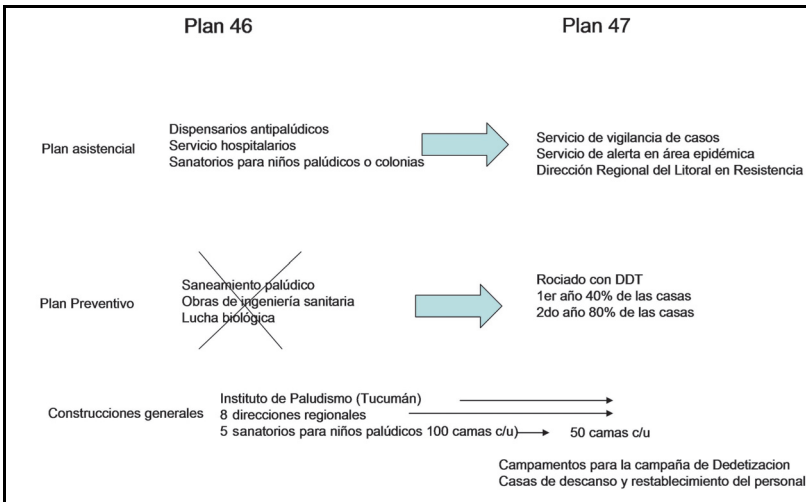 Plan 46
Plan 47
Plan asistencial
Dispensarios antipalúdicos
Servicio hospitalarios
Sanatorios para niños palúdicos o colonias
Servicio de vigilancia de casos
Servicio de alerta en área epidémica
Dirección Regional del Litoral en Resistencia
Plan Preventivo
Saneamiento palúdico
Obras de ingeniería sanitaria
Lucha biológica
Rociado con DDT
1er año 40% de las casas
2do año 80% de las casas
Construcciones generales
Instituto de Paludismo (Tucumán)
8 direcciones regionales
5 sanatorios para niños palúdicos 100 camas c/u)
50 camas c/u
Campamentos para la campaña de Dedetizacion
Casas de descanso y restablecimiento del personal